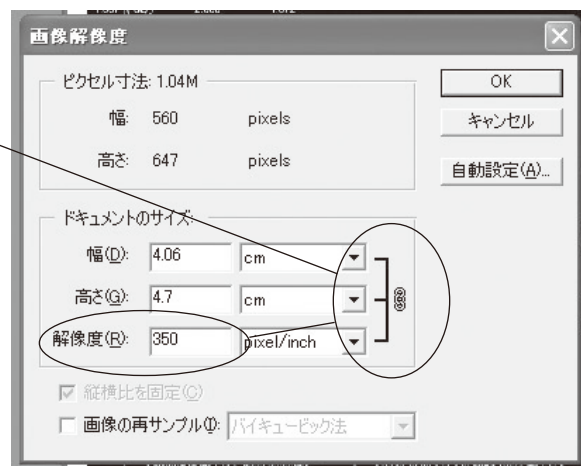 画像解像度
ピクセル寸法: 1.04M
OK
幅: 560 pixels
キャンセル
高さ: 647 pixels
自動設定(A)...
ドキュメントのサイズ:
幅(D): 4.06 cm
高さ(G): 4.7 cm
解像度(R): 350 pixel/inch
縦横比を固定(C)
画像の再サンプル(I): バイキュービック法